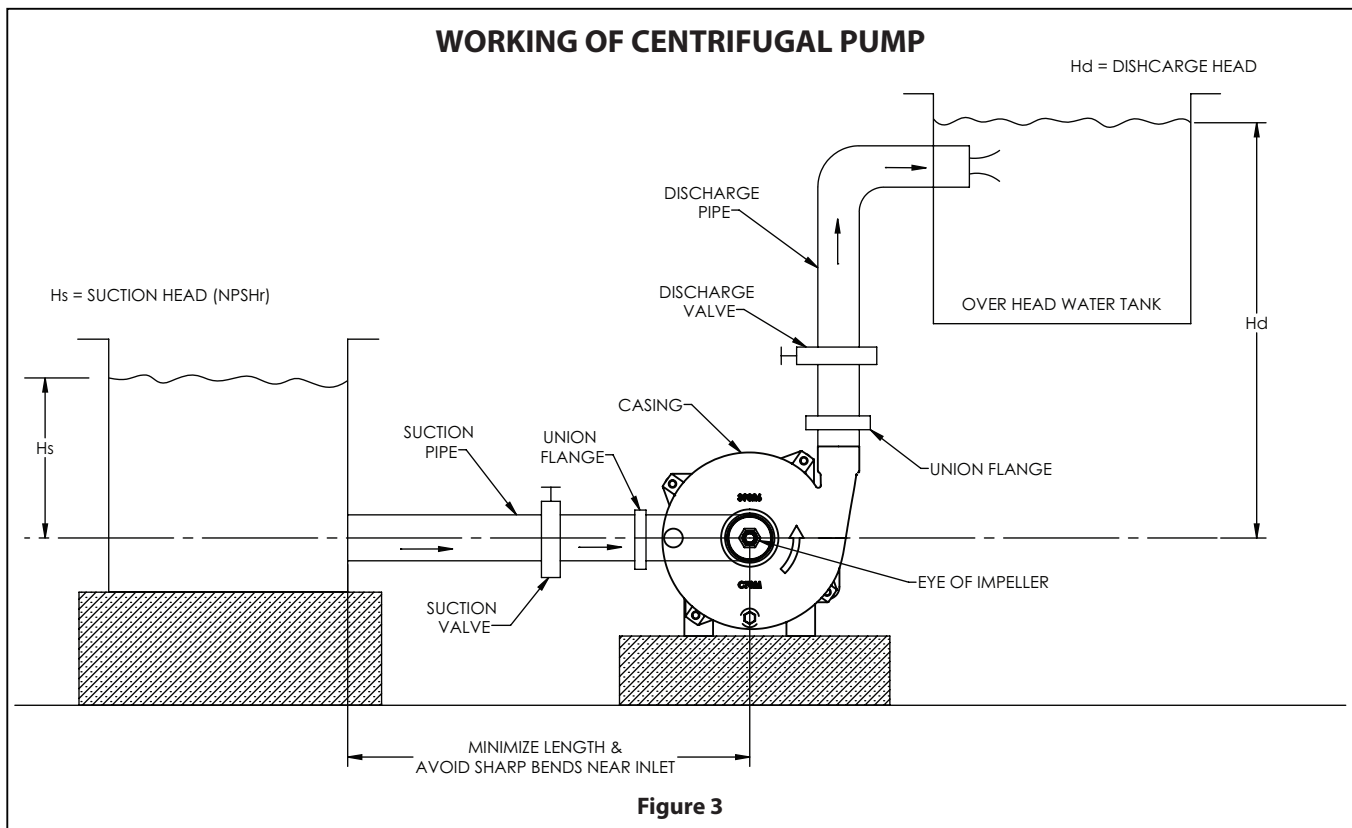 WORKING OF CENTRIFUGAL PUMP
Hd = DISHCARGE HEAD
DISCHARGE
PIPE
Hs = SUCTION HEAD (NPSHr)
DISCHARGE
VALVE
OVER HEAD WATER TANK
Hd
CASING
Hs
SUCTION
PIPE
UNION
FLANGE
UNION FLANGE
EYE OF IMPELLER
SUCTION
VALVE
MINIMIZE LENGTH &
AVOID SHARP BENDS NEAR INLET
Figure 3